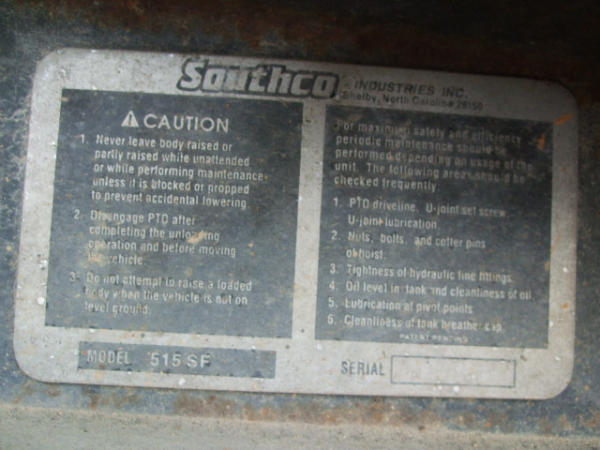 Southco INDUSTRIES INC.
Shelby, North Carolina 28150
CAUTION
1. Never leave body raised or
partly raised while unattended
or while performing maintenance
unless it is blocked or propped
to prevent accidental lowering.
2. Disengage PTO after
completing the unloading
operation and before moving
the vehicle.
3. Do not attempt to raise a loaded
body when the vehicle is not on
level ground.
MODEL 515 SF
For maximum safety and efficiency
periodic maintenance should be
performed depending on usage of the
unit. The following areas should be
checked frequently.
1. PTO driveline. U-joint set screw.
U-joint lubrication.
2. Nuts, bolts, and cotter pins
of hoist.
3. Tightness of hydraulic line fittings.
4. Oil level in tank and cleanliness of oil.
5. Lubrication at pivot points.
6. Cleanliness of tank breather cap.
PATENT PENDING
SERIAL